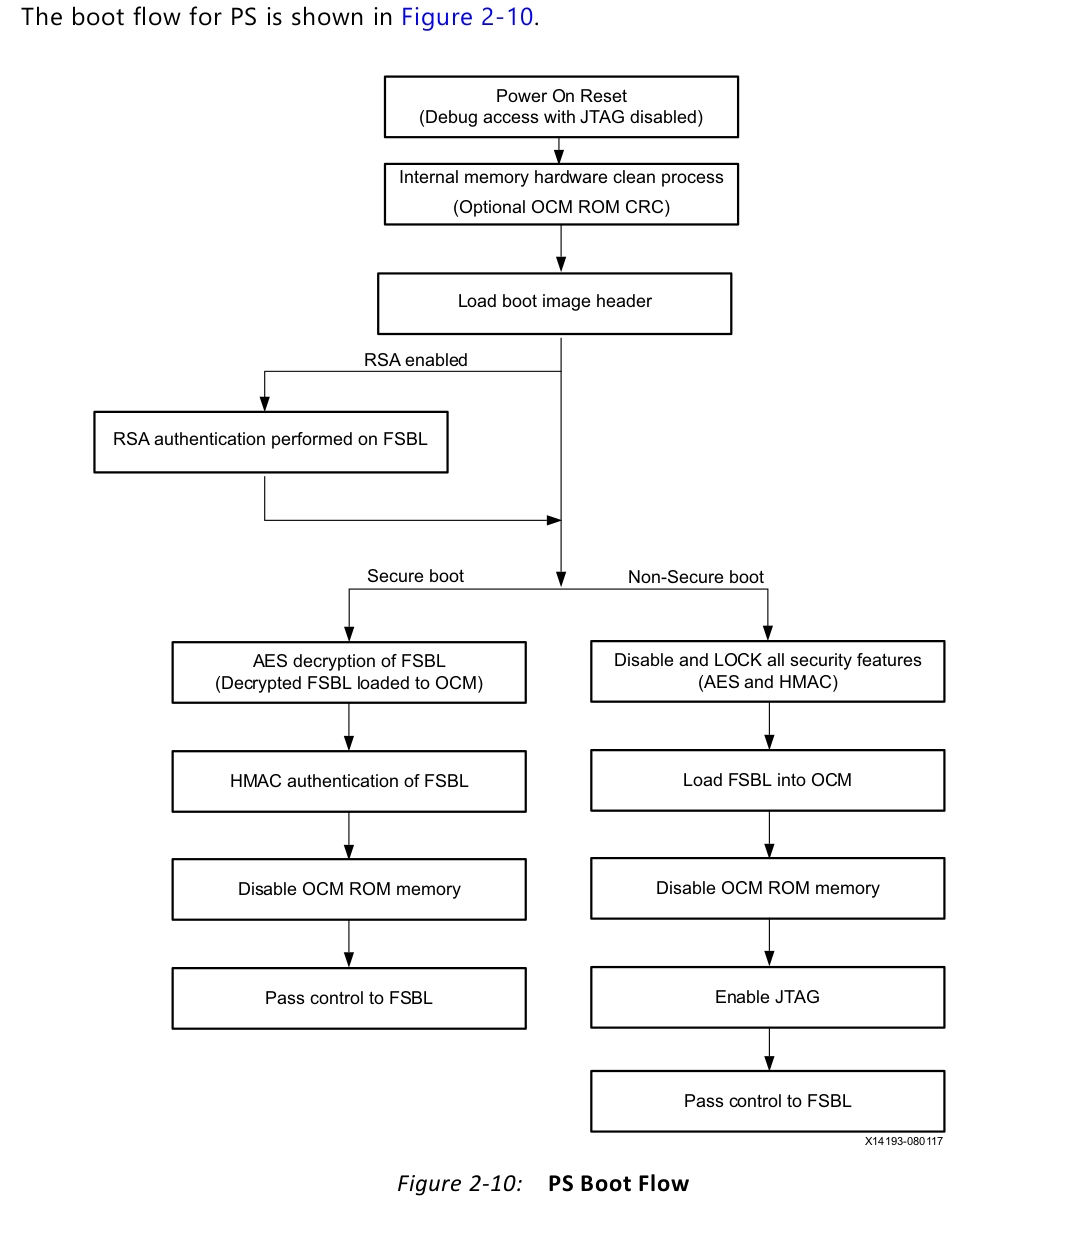 The boot flow for PS is shown in Figure 2-10.
Power On Reset
(Debug access with JTAG disabled)
Internal memory hardware clean process
(Optional OCM ROM CRC)
Load boot image header
RSA enabled
RSA authentication performed on FSBL
Secure boot
Non-Secure boot
AES decryption of FSBL
(Decrypted FSBL loaded to OCM)
HMAC authentication of FSBL
Disable OCM ROM memory
Pass control to FSBL
Disable and LOCK all security features
(AES and HMAC)
Load FSBL into OCM
Disable OCM ROM memory
Enable JTAG
Pass control to FSBL
X14193-080117
Figure 2-10: PS Boot Flow